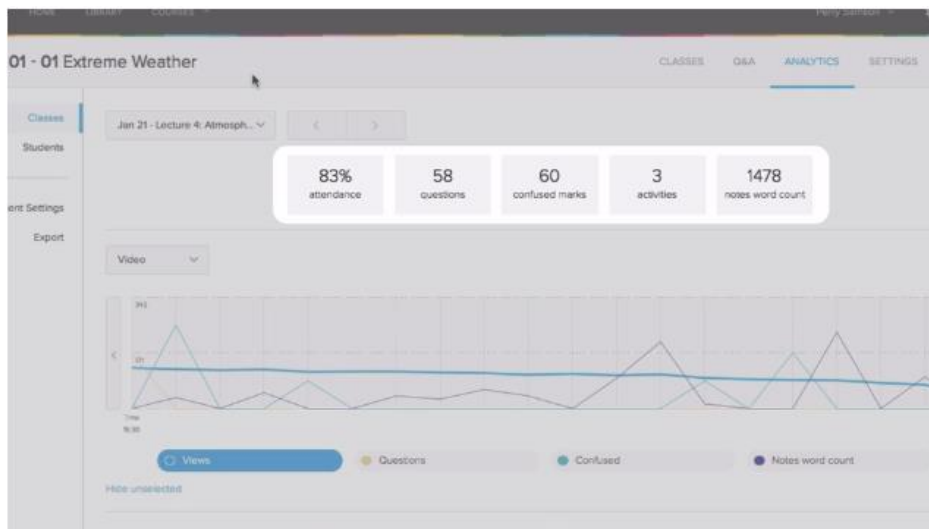 HOME LIBRARY COURSES Perry Samson
01 - 01 Extreme Weather
CLASSES Q&A ANALYTICS SETTINGS
Classes
Students
ent Settings
Export
Jan 21 - Lecture 4: Atmosph...
83%
attendance
58
questions
60
confused marks
3
activities
1478
notes word count
Video
Views
Questions
Confused
Notes word count
Hide unselected